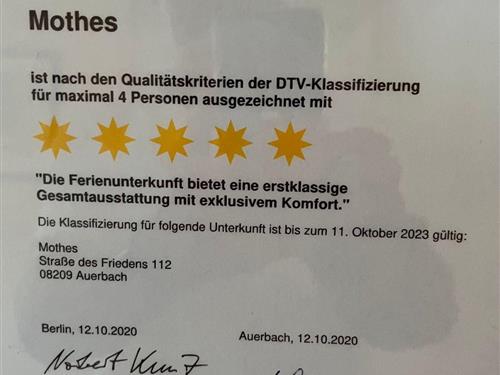 Mothes
ist nach den Qualitätskriterien der DTV-Klassifizierung
für maximal 4 Personen ausgezeichnet mit
"Die Ferienunterkunft bietet eine erstklassige
Gesamtausstattung mit exklusivem Komfort."
Die Klassifizierung für folgende Unterkunft ist bis zum 11. Oktober 2023 gültig:
Mothes
Straße des Friedens 112
08209 Auerbach
Berlin, 12.10.2020
Auerbach, 12.10.2020